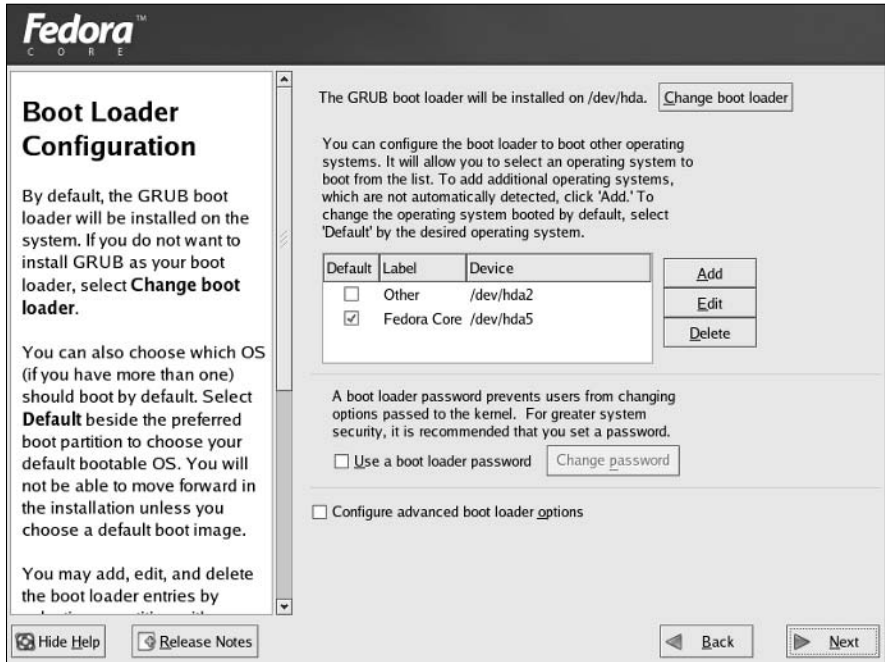 Fedora™
CORE
Boot Loader
Configuration
By default, the GRUB boot
loader will be installed on the
system. If you do not want to
install GRUB as your boot
loader, select Change boot
loader.
You can also choose which OS
(if you have more than one)
should boot by default. Select
Default beside the preferred
boot partition to choose your
default bootable OS. You will
not be able to move forward in
the installation unless you
choose a default boot image.
You may add, edit, and delete
the boot loader entries by
The GRUB boot loader will be installed on /dev/hda. Change boot loader
You can configure the boot loader to boot other operating
systems. It will allow you to select an operating system to
boot from the list. To add additional operating systems,
which are not automatically detected, click 'Add.' To
change the operating system booted by default, select
'Default' by the desired operating system.
Default Label Device
Other /dev/hda2
Fedora Core /dev/hda5
Add
Edit
Delete
A boot loader password prevents users from changing
options passed to the kernel. For greater system
security, it is recommended that you set a password.
Use a boot loader password Change password
Configure advanced boot loader options
Hide Help Release Notes Back Next